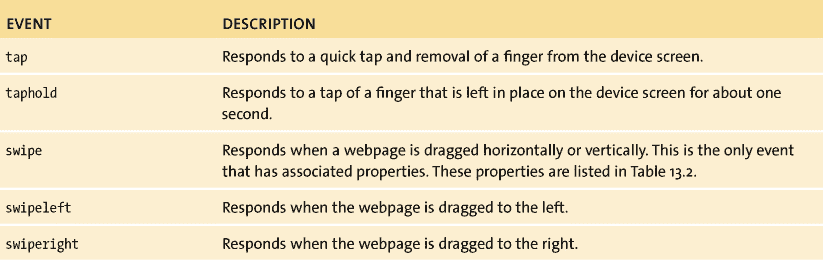 EVENT DESCRIPTION
tap Responds to a quick tap and removal of a finger from the device screen.
taphold Responds to a tap of a finger that is left in place on the device screen for about one
second.
swipe Responds when a webpage is dragged horizontally or vertically. This is the only event
that has associated properties. These properties are listed in Table 13.2.
swipeleft Responds when the webpage is dragged to the left.
swiperight Responds when the webpage is dragged to the right.